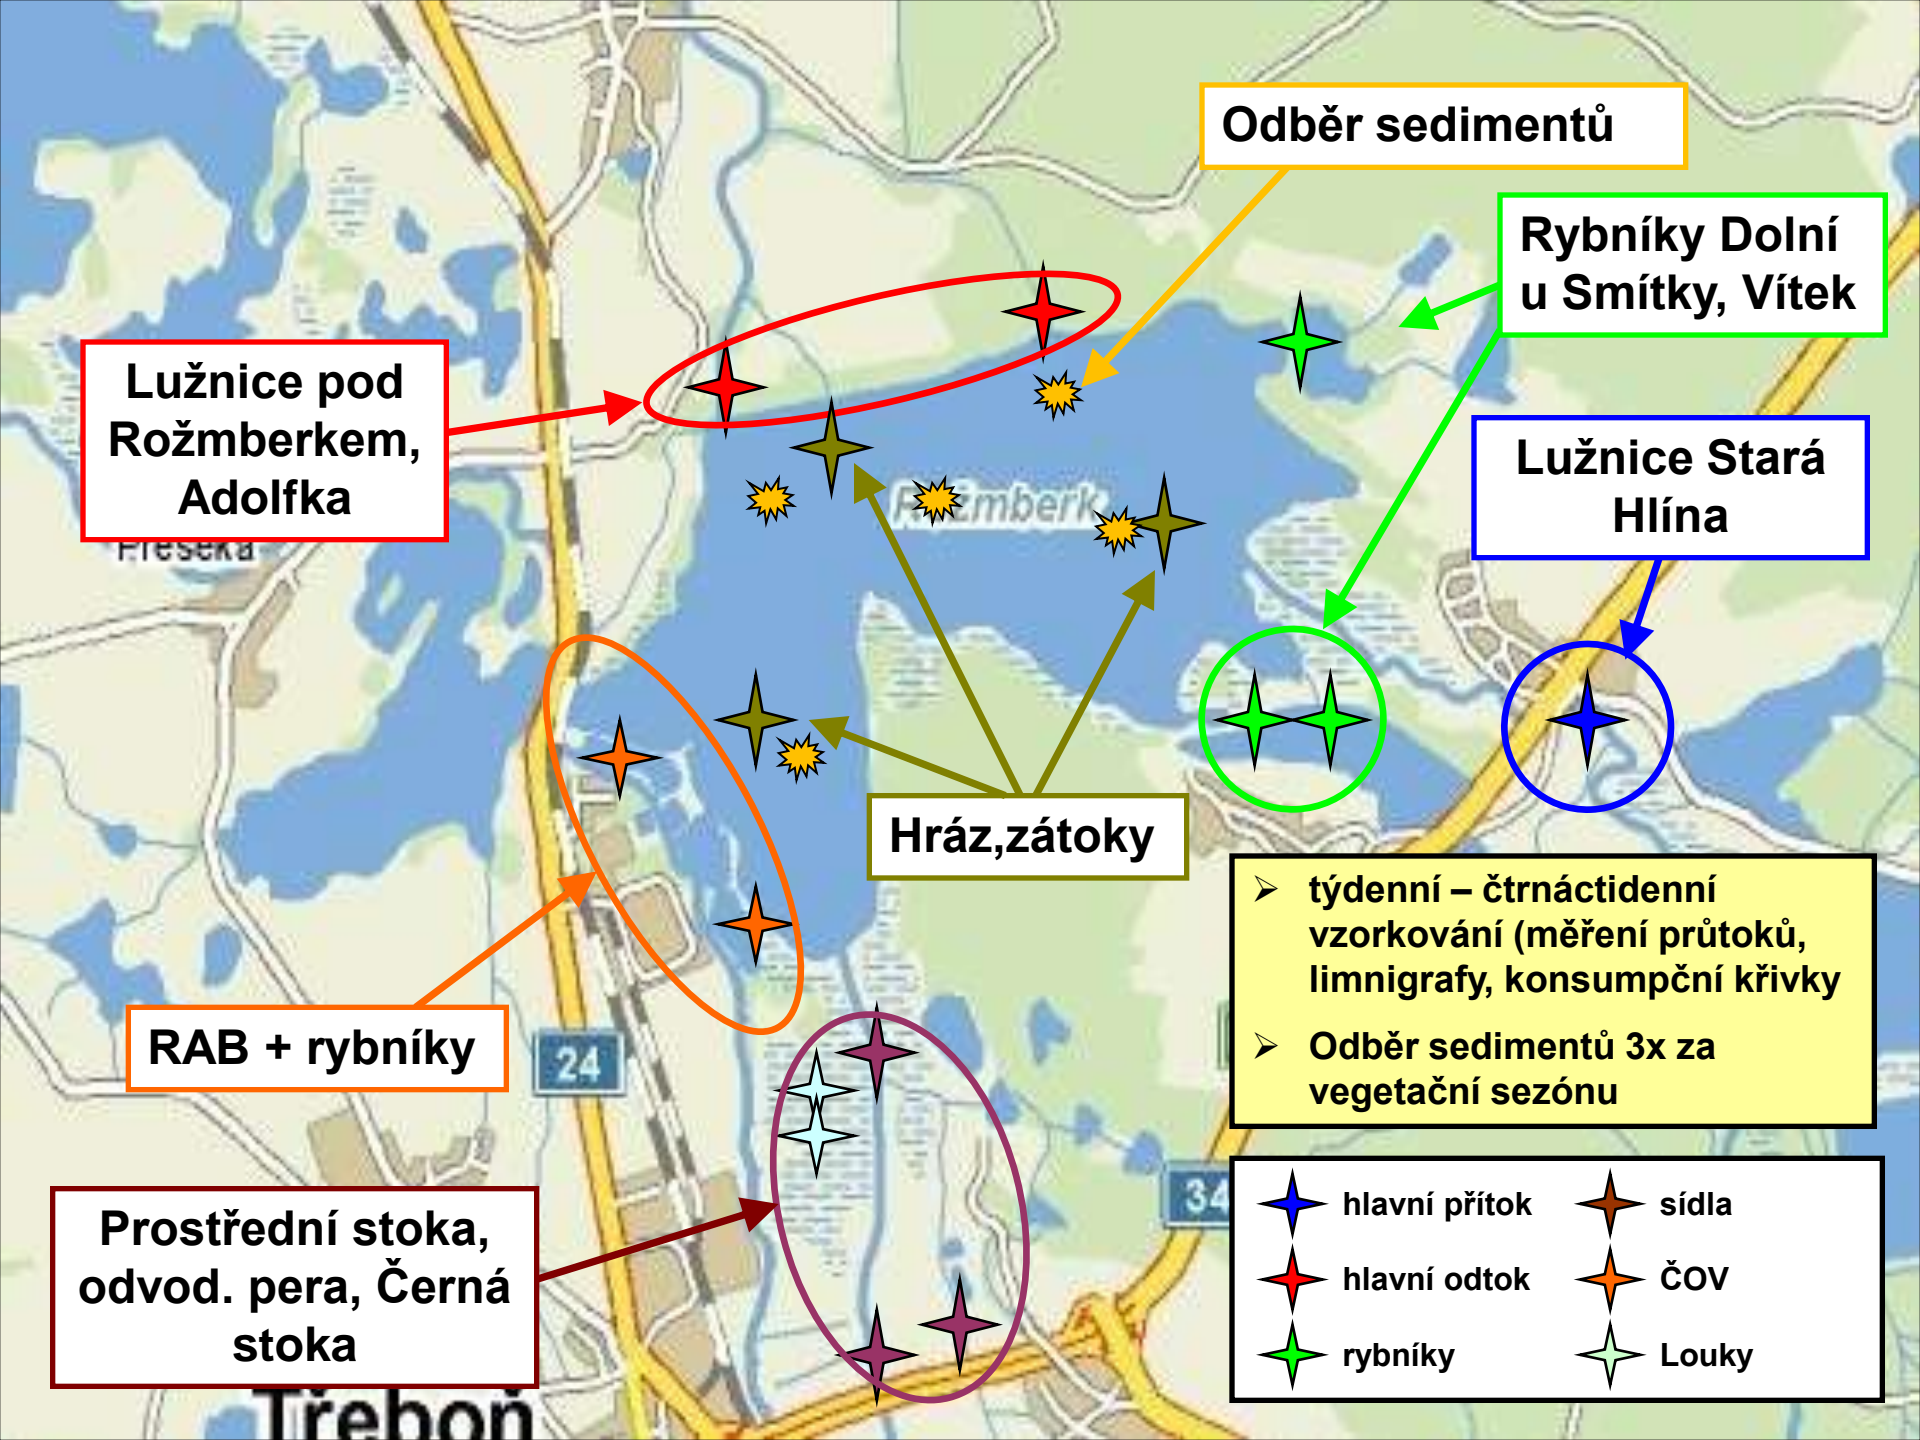 Odběr sedimentů
Rybníky Dolní
u Smítky, Vítek
Lužnice pod
Rožmberkem,
Adolfka
Lužnice Stará
Hlína
Rožmberk
Přeseka
Hráz,zátoky
týdenní – čtrnáctidenní
vzorkování (měření průtoků,
limnigrafy, konsumpční křivky
Odběr sedimentů 3x za
vegetační sezónu
RAB + rybníky
24
34
Prostřední stoka,
odvod. pera, Černá
stoka
Třeboň
hlavní přítok
sídla
hlavní odtok
ČOV
rybníky
Louky